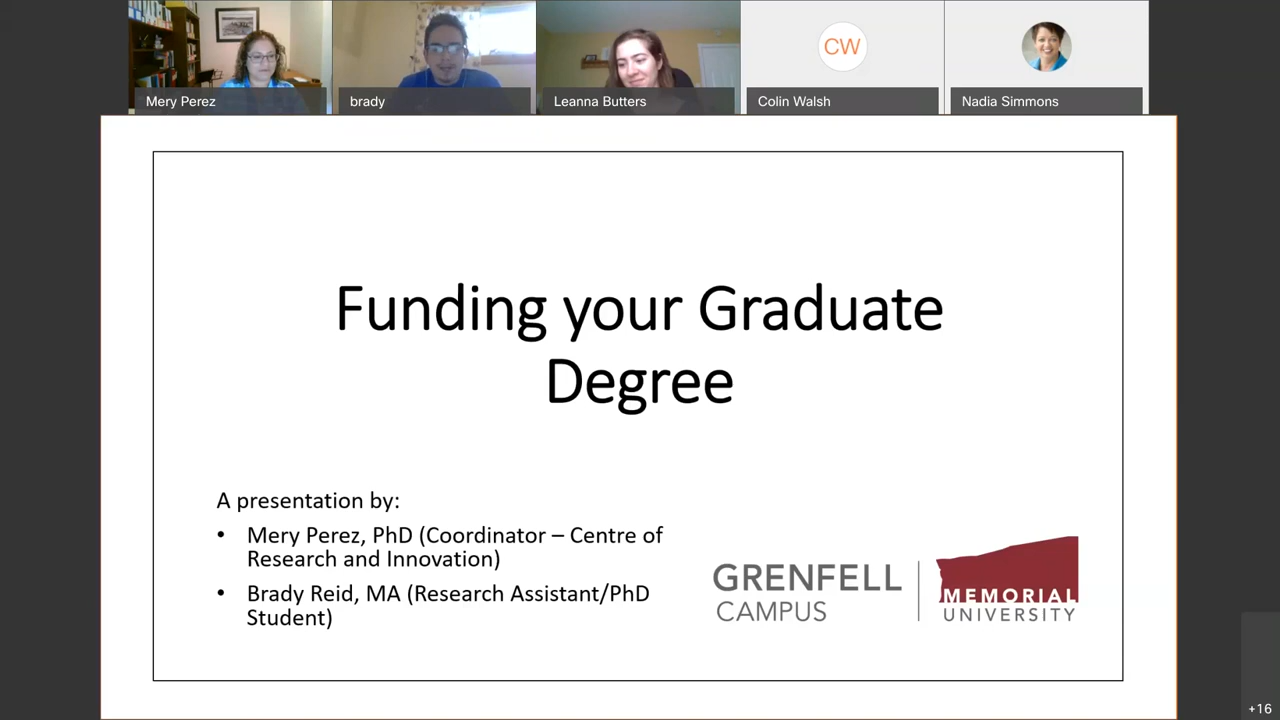 Mery Perez
brady
Leanna Butters
CW
Colin Walsh
Nadia Simmons
Funding your Graduate
Degree
A presentation by:
• Mery Perez, PhD (Coordinator – Centre of
Research and Innovation)
• Brady Reid, MA (Research Assistant/PhD
Student)
GRENFELL
CAMPUS
MEMORIAL
UNIVERSITY
+16